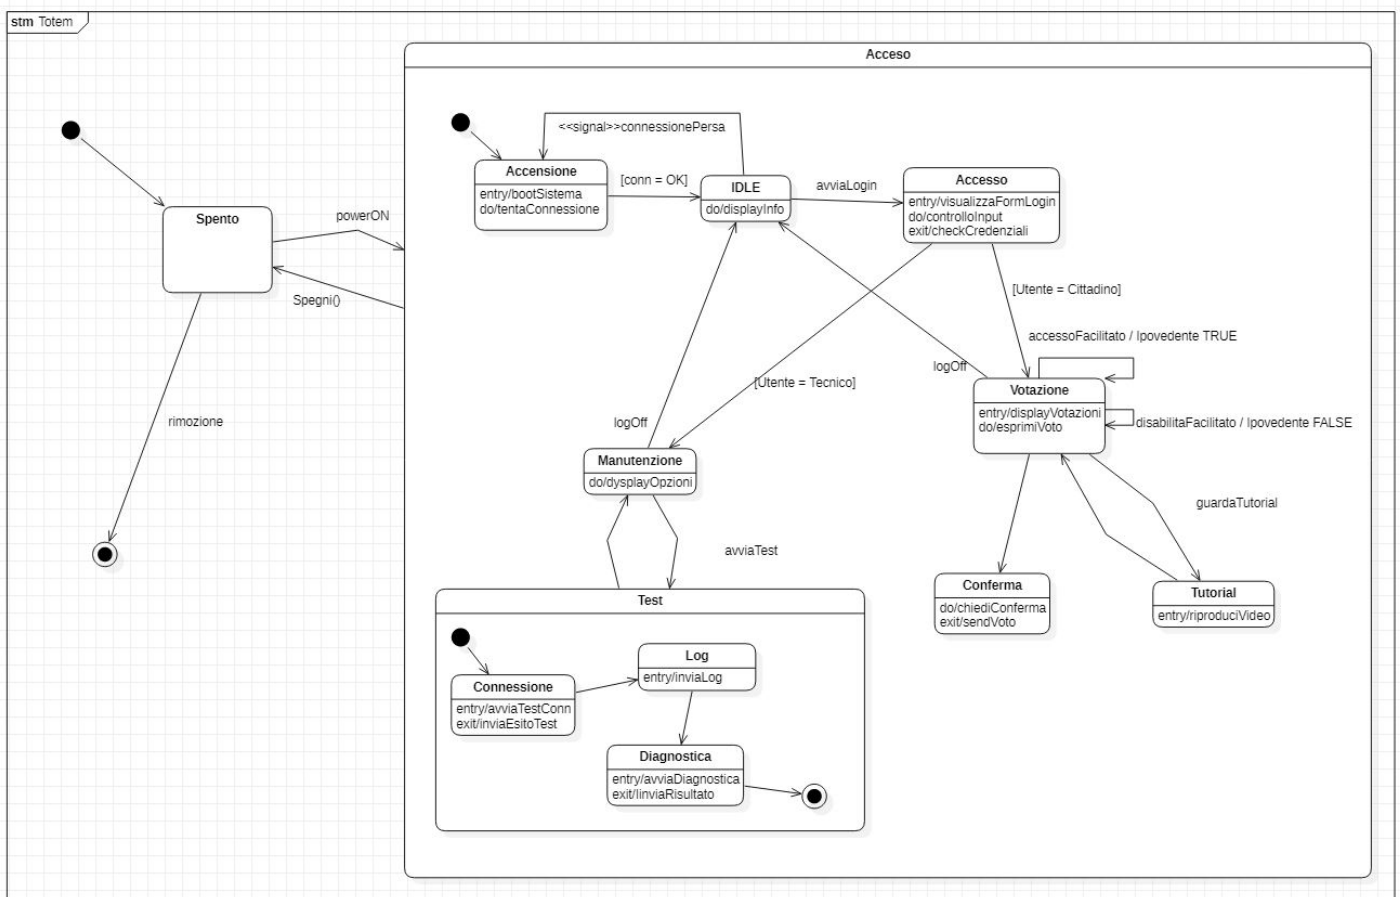 stm Totem
Acceso
<<signal>>connessionePersa
Accensione
entry/bootSistema
do/tentaConnessione
[conn = OK]
IDLE
do/displayInfo
avviaLogin
Accesso
entry/visualizzaFormLogin
do/controlloInput
exit/checkCredenziali
Spento
powerON
Spegni()
[Utente = Cittadino]
accessoFacilitato / Ipovedente TRUE
logOff
[Utente = Tecnico]
Votazione
entry/displayVotazioni
do/esprimiVoto
disabilitaFacilitato / Ipovedente FALSE
rimozione
logOff
Manutenzione
do/dysplayOpzioni
guardaTutorial
avviaTest
Conferma
do/chiediConferma
exit/sendVoto
Tutorial
entry/riproduciVideo
Test
Log
entry/inviaLog
Connessione
entry/avviaTestConn
exit/inviaEsitoTest
Diagnostica
entry/avviaDiagnostica
exit/IinviaRisultato